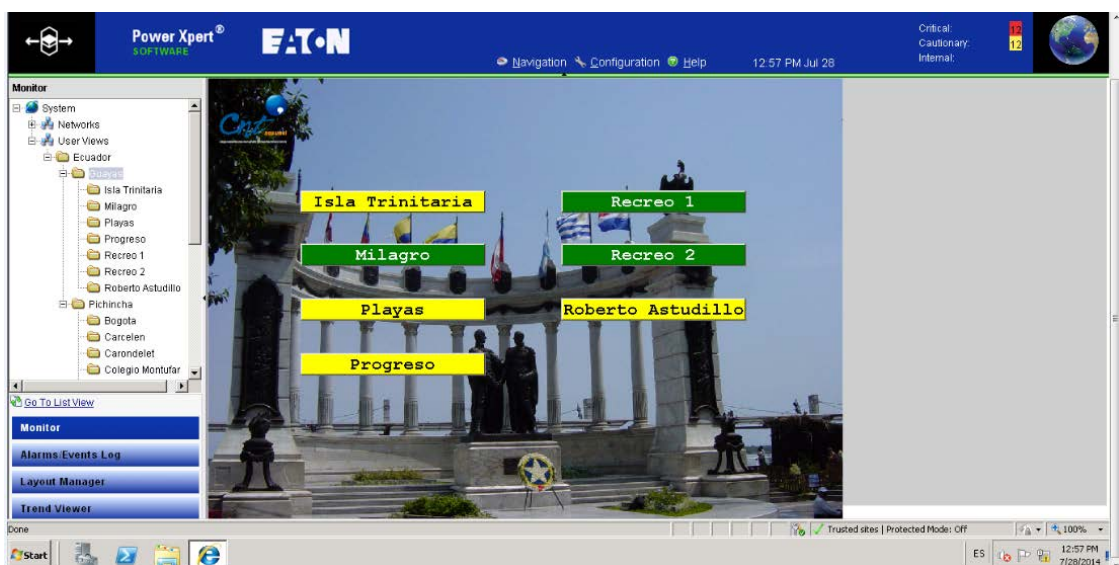 Power Xpert®
SOFTWARE
EATON
Navigation Configuration Help
12:57 PM Jul 28
Critical: 12
Cautionary: 12
Internal:
Monitor
System
Networks
User Views
Ecuador
Guayas
Isla Trinitaria
Milagro
Playas
Progreso
Recreo 1
Recreo 2
Roberto Astudillo
Pichincha
Bogota
Carcelen
Carondelet
Colegio Montufar
Go To List View
Monitor
Alarms/Events Log
Layout Manager
Trend Viewer
Isla Trinitaria
Recreo 1
Milagro
Recreo 2
Playas
Roberto Astudillo
Progreso
Done
Trusted sites | Protected Mode: Off
100%
Start
ES
12:57 PM
7/28/2014